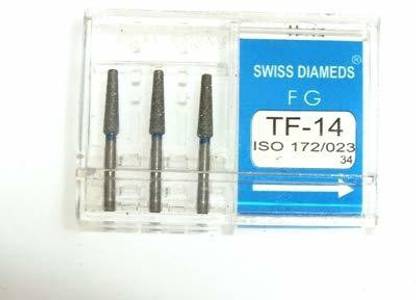 SWISS DIAMEDS
FG
TF-14
ISO 172/023
34